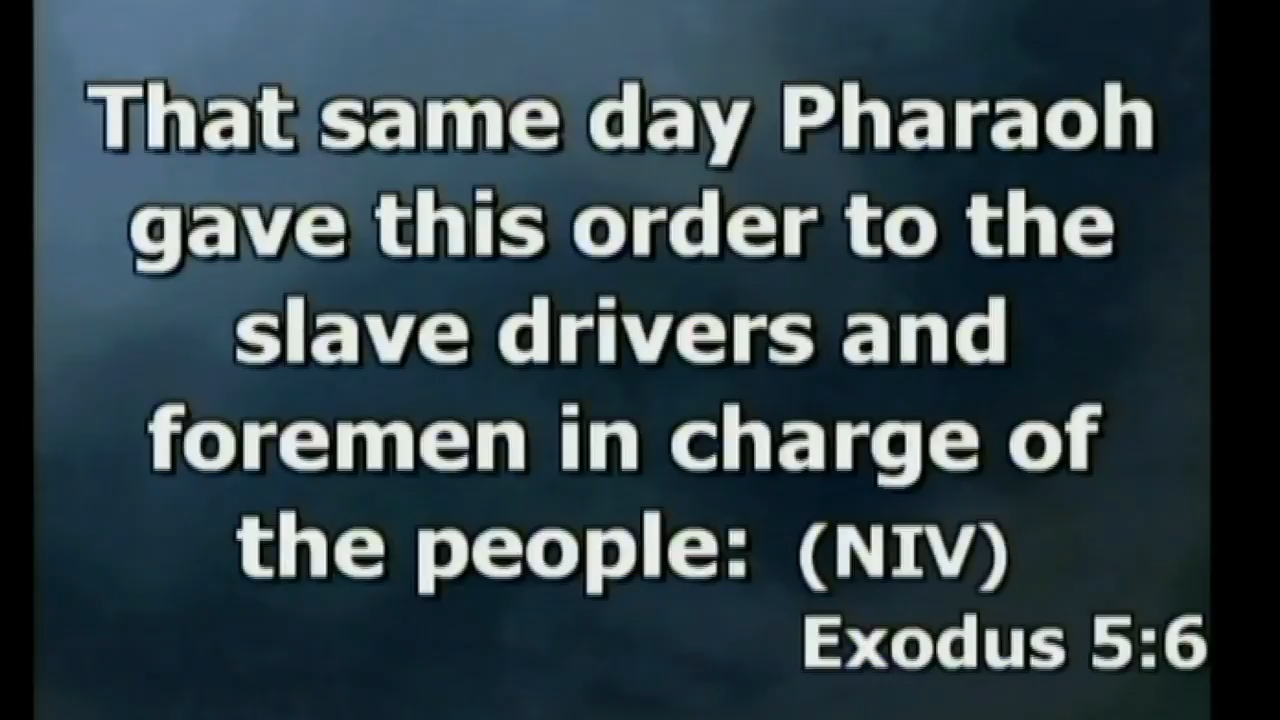 That same day Pharaoh
gave this order to the
slave drivers and
foremen in charge of
the people: (NIV)
Exodus 5:6